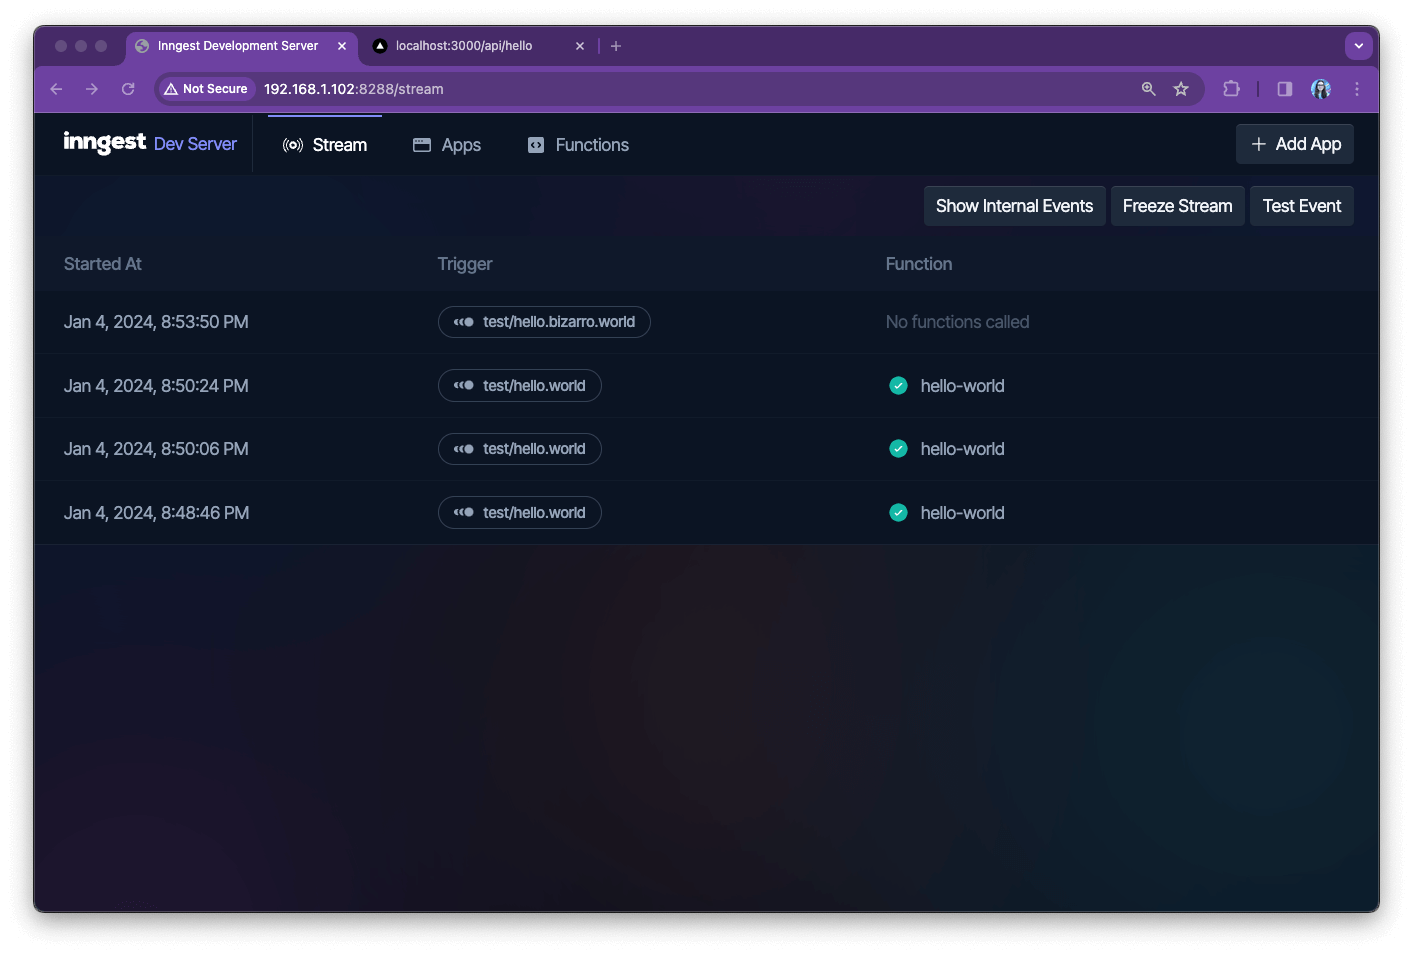 Inngest Development Server
localhost:3000/api/hello
Not Secure 192.168.1.102:8288/stream
inngest Dev Server Stream Apps Functions Add App
Show Internal Events Freeze Stream Test Event
Started At Trigger Function
Jan 4, 2024, 8:53:50 PM test/hello.bizarro.world No functions called
Jan 4, 2024, 8:50:24 PM test/hello.world hello-world
Jan 4, 2024, 8:50:06 PM test/hello.world hello-world
Jan 4, 2024, 8:48:46 PM test/hello.world hello-world